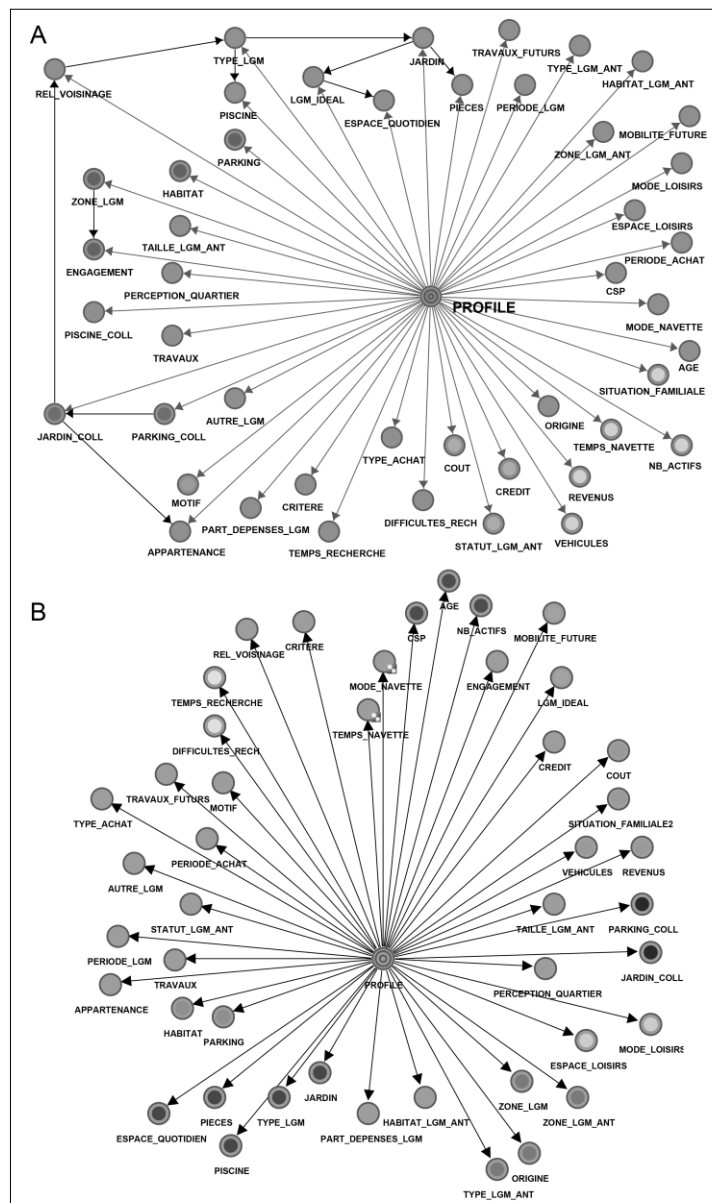 A
TRAVAUX_FUTURS
TYPE_LGM
JARDIN
TYPE_LGM_ANT
REL_VOISINAGE
LGM_IDEAL
HABITAT_LGM_ANT
PISCINE
PIECES
PERIODE_LGM
ESPACE_QUOTIDIEN
MOBILITE_FUTURE
PARKING
ZONE_LGM_ANT
HABITAT
MODE_LOISIRS
ZONE_LGM
ESPACE_LOISIRS
TAILLE_LGM_ANT
PERIODE_ACHAT
ENGAGEMENT
CSP
PERCEPTION_QUARTIER
PROFILE
MODE_NAVETTE
PISCINE_COLL
TRAVAUX
AGE
SITUATION_FAMILIALE
AUTRE_LGM
ORIGINE
JARDIN_COLL
PARKING_COLL
TEMPS_NAVETTE
TYPE_ACHAT
COUT
NB_ACTIFS
CREDIT
MOTIF
CRITERE
REVENUS
PART_DEPENSES_LGM
DIFFICULTES_RECH
APPARTENANCE
TEMPS_RECHERCHE
STATUT_LGM_ANT
VEHICULES
B
AGE
NB_ACTIFS
CSP
MOBILITE_FUTURE
CRITERE
REL_VOISINAGE
MODE_NAVETTE
ENGAGEMENT
TEMPS_RECHERCHE
LGM_IDEAL
TEMPS_NAVETTE
DIFFICULTES_RECH
CREDIT
COUT
TRAVAUX_FUTURS
MOTIF
TYPE_ACHAT
SITUATION_FAMILIALE2
PERIODE_ACHAT
VEHICULES
REVENUS
AUTRE_LGM
STATUT_LGM_ANT
TAILLE_LGM_ANT
PARKING_COLL
PERIODE_LGM
TRAVAUX
PROFILE
PERCEPTION_QUARTIER
JARDIN_COLL
APPARTENANCE
HABITAT
PARKING
MODE_LOISIRS
ESPACE_LOISIRS
JARDIN
ZONE_LGM
PIECES
TYPE_LGM
HABITAT_LGM_ANT
ZONE_LGM_ANT
ESPACE_QUOTIDIEN
PART_DEPENSES_LGM
PISCINE
ORIGINE
TYPE_LGM_ANT